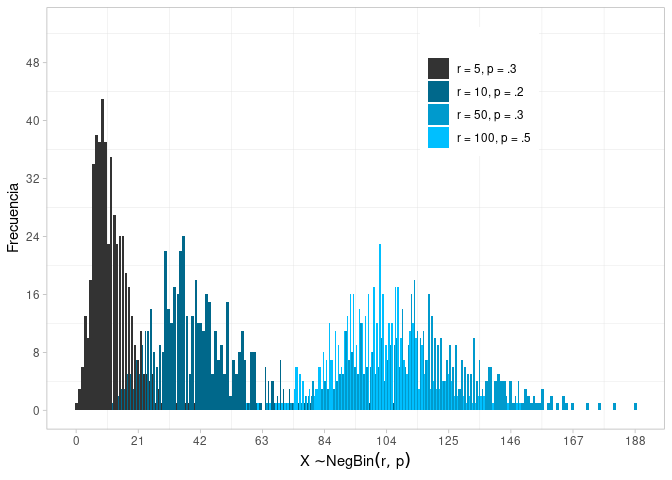 48
40
32
24
16
8
0
Frecuencia
r = 5, p = .3
r = 10, p = .2
r = 50, p = .3
r = 100, p = .5
0 21 42 63 84 104 125 146 167 188
X ~NegBin(r, p)